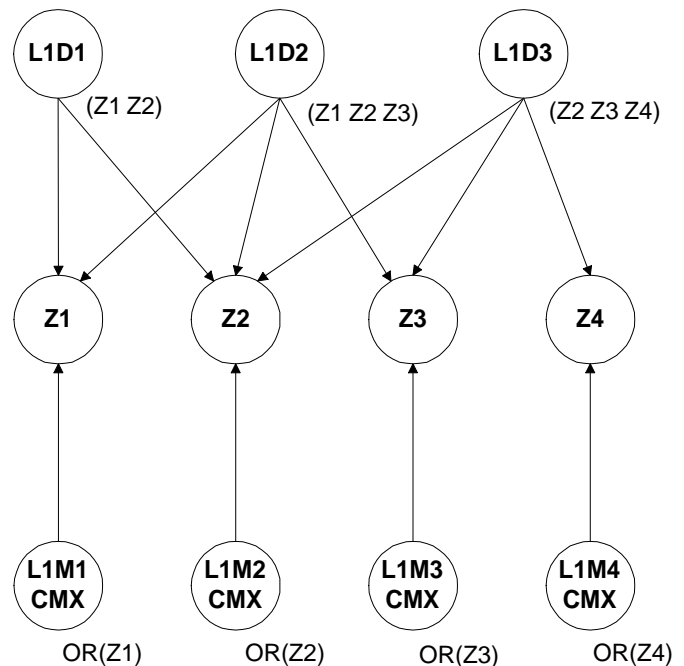 L1D1
L1D2
L1D3
(Z1 Z2)
(Z1 Z2 Z3)
(Z2 Z3 Z4)
Z1
Z2
Z3
Z4
L1M1
CMX
L1M2
CMX
L1M3
CMX
L1M4
CMX
OR(Z1)
OR(Z2)
OR(Z3)
OR(Z4)